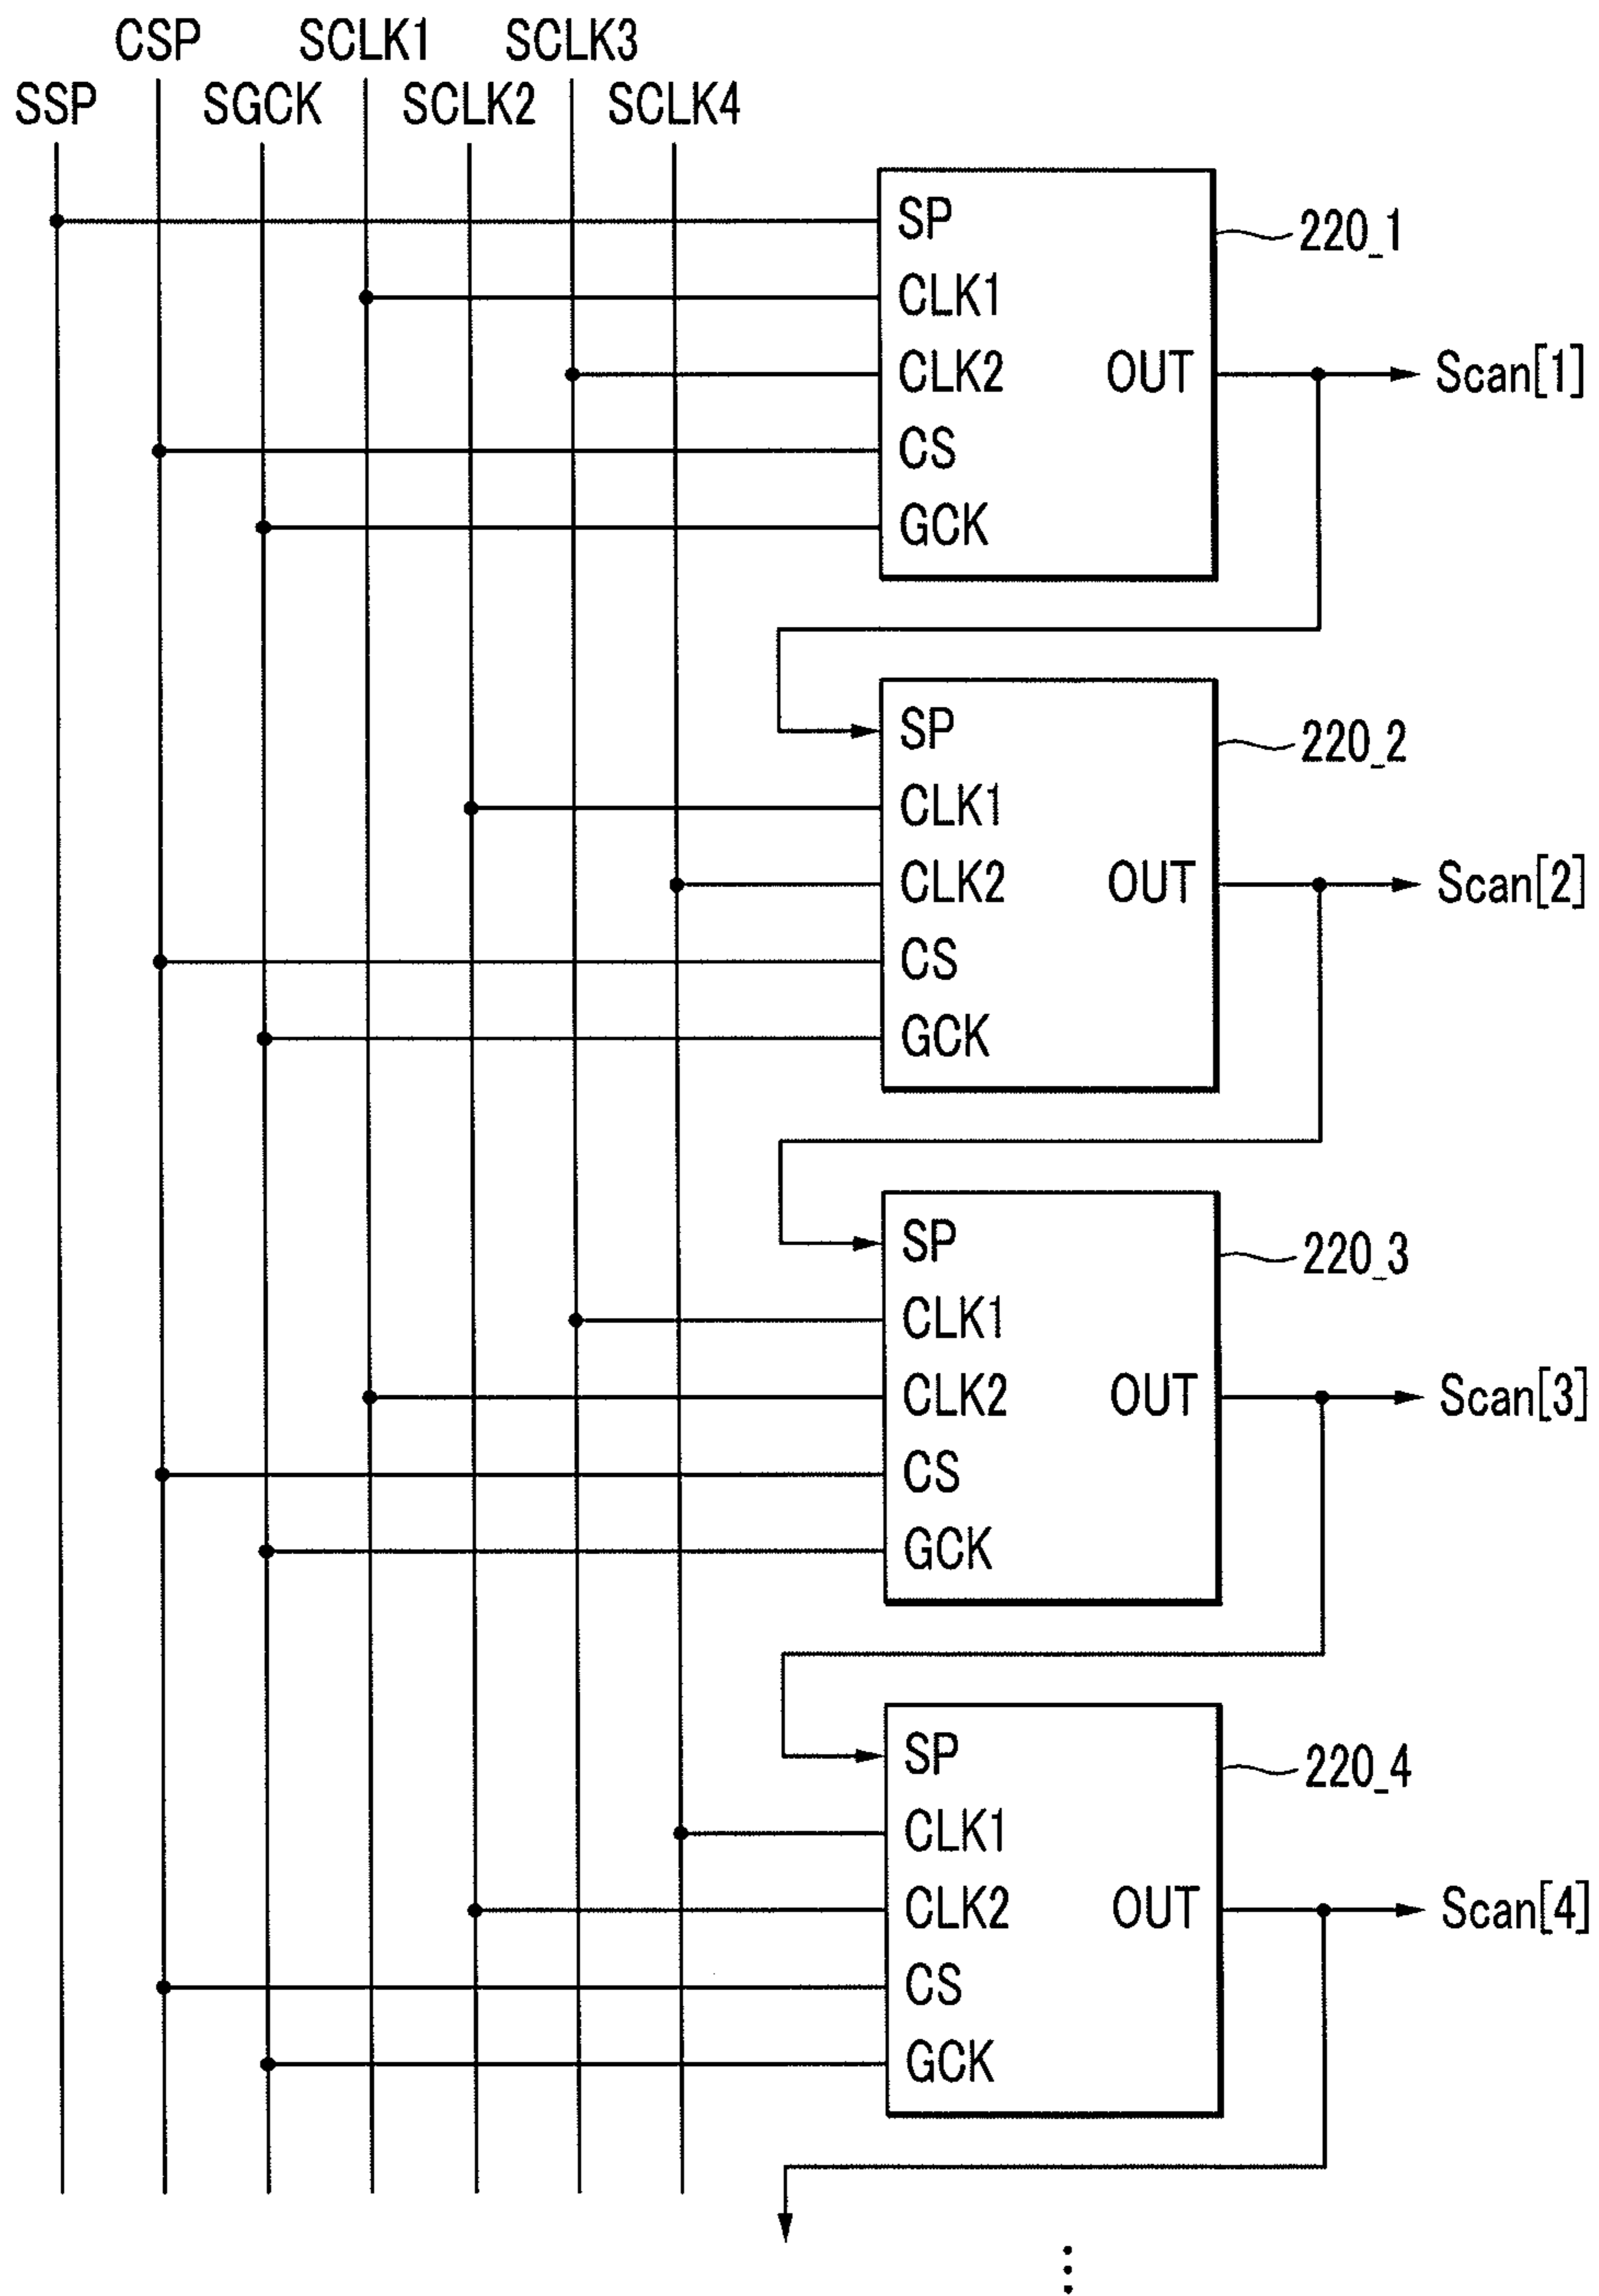 CSP SCLK1 SCLK3
SSP SGCK SCLK2 SCLK4
SP
220_1
CLK1
CLK2 OUT Scan[1]
CS
GCK
SP
220_2
CLK1
CLK2 OUT Scan[2]
CS
GCK
SP
220_3
CLK1
CLK2 OUT Scan[3]
CS
GCK
SP
220_4
CLK1
CLK2 OUT Scan[4]
CS
GCK